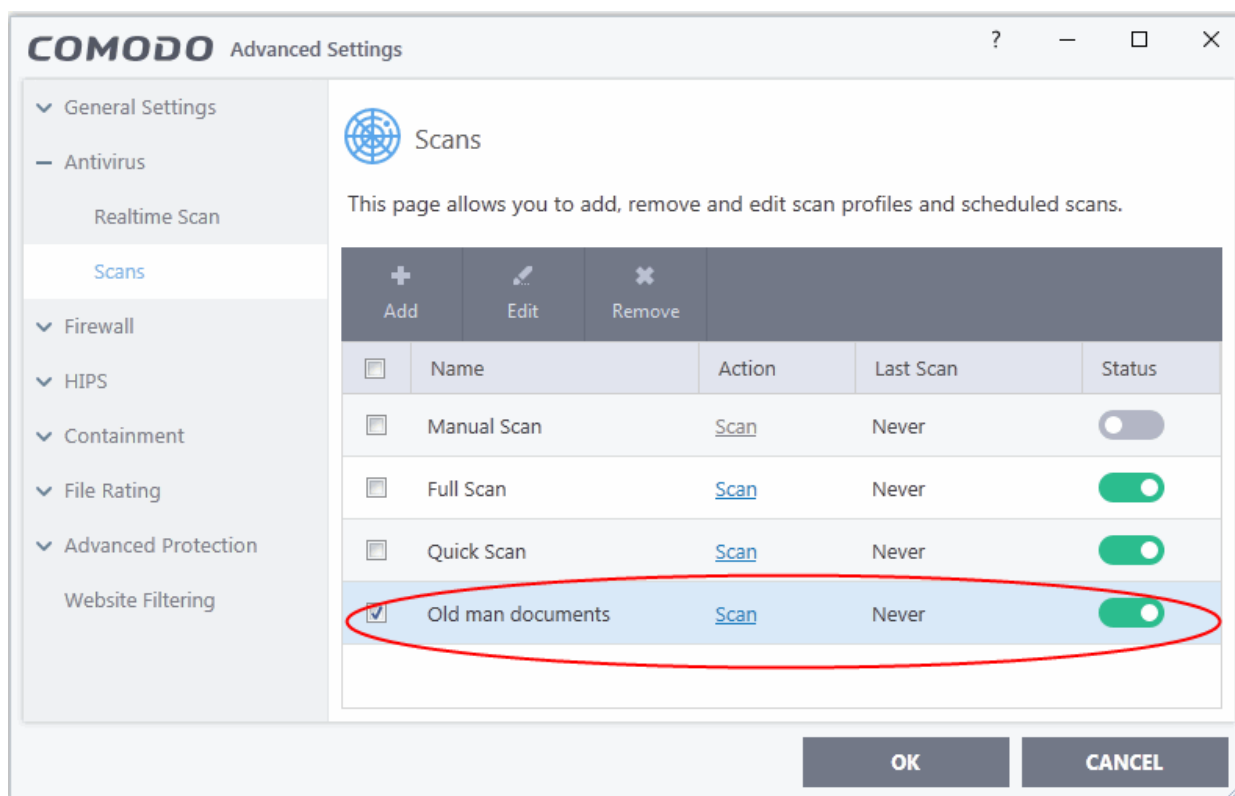 COMODO Advanced Settings ?
General Settings
Antivirus
Realtime Scan
Scans
Firewall
HIPS
Containment
File Rating
Advanced Protection
Website Filtering
Scans
This page allows you to add, remove and edit scan profiles and scheduled scans.
Add Edit Remove
Name Action Last Scan Status
Manual Scan Scan Never
Full Scan Scan Never
Quick Scan Scan Never
Old man documents Scan Never
OK CANCEL